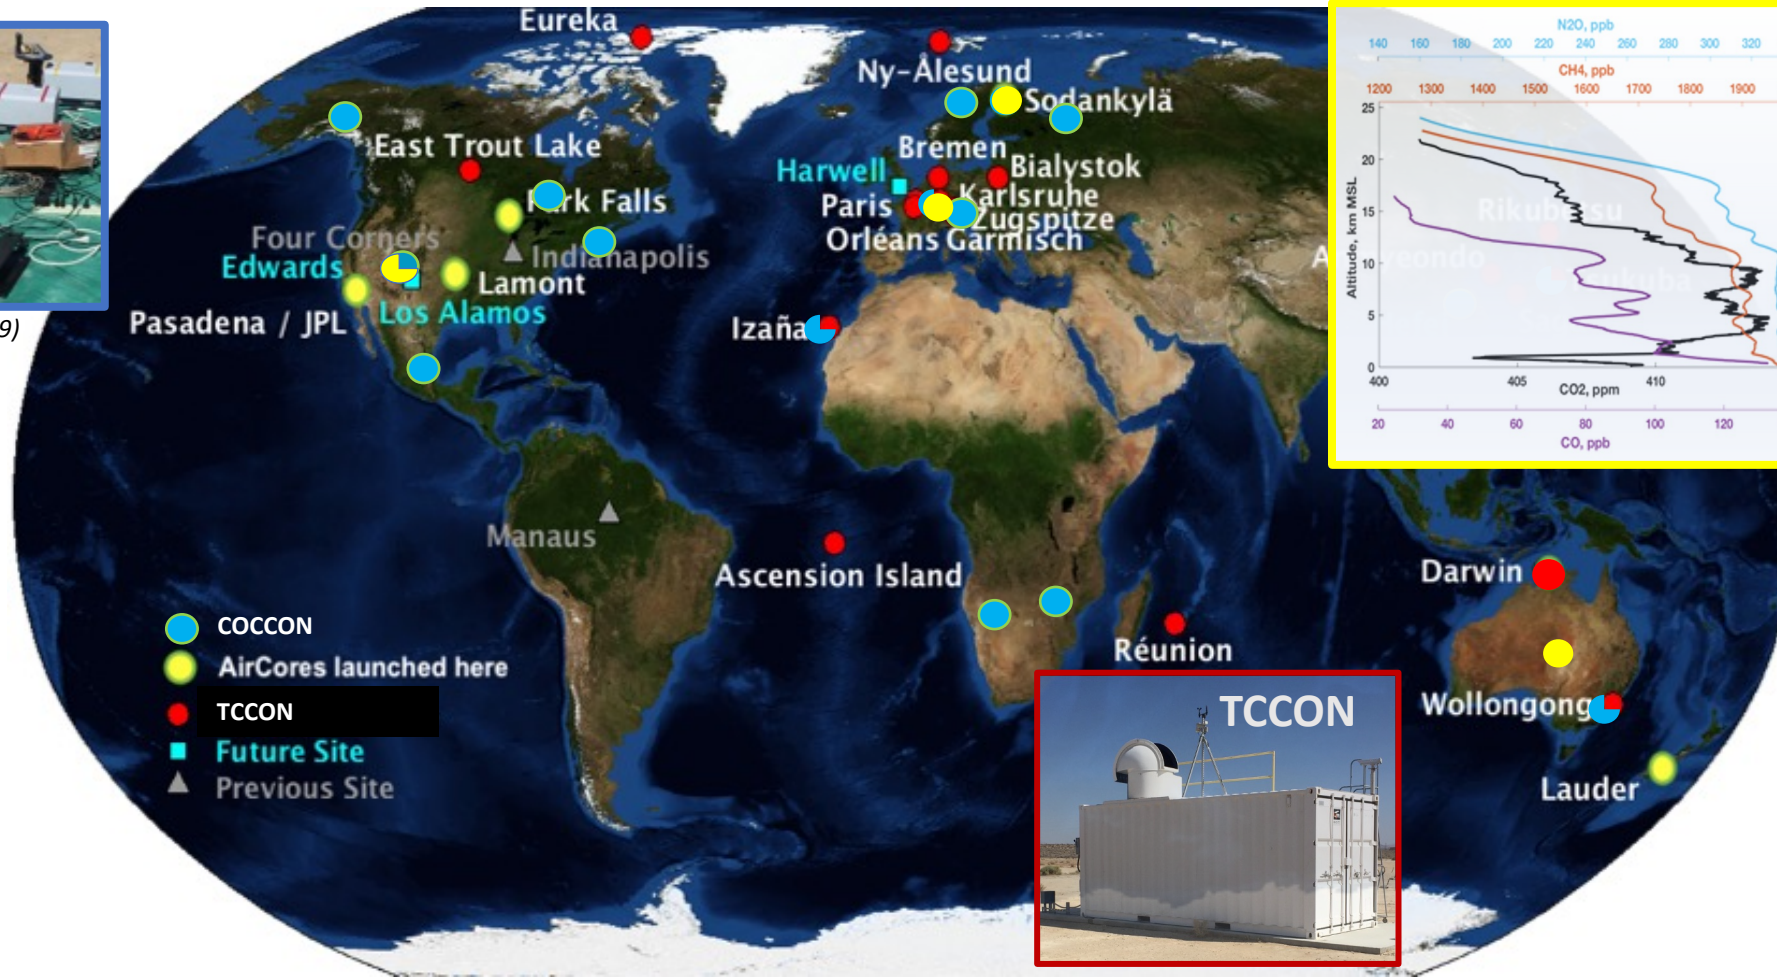 Eureka
Ny-Ålesund
Sodankylä
East Trout Lake
Bremen
Harwell
Bialystok
Park Falls
Paris
Karlsruhe
Zugspitze
Four Corners
Orléans Garmisch
Edwards
Indianapolis
Lamont
Pasadena / JPL
Los Alamos
9)
Izaña
Manaus
Ascension Island
Réunion
Darwin
Wollongong
Lauder
COCCON
AirCores launched here
TCCON
Future Site
Previous Site
TCCON
N2O, ppb
140 160 180 200 220 240 260 280 300 320
CH4, ppb
1200 1300 1400 1500 1600 1700 1800 1900
25
20
15
10
5
0
Altitude, km MSL
Tsukuba
400 405 410
CO2, ppm
20 40 60 80 100 120
CO, ppb